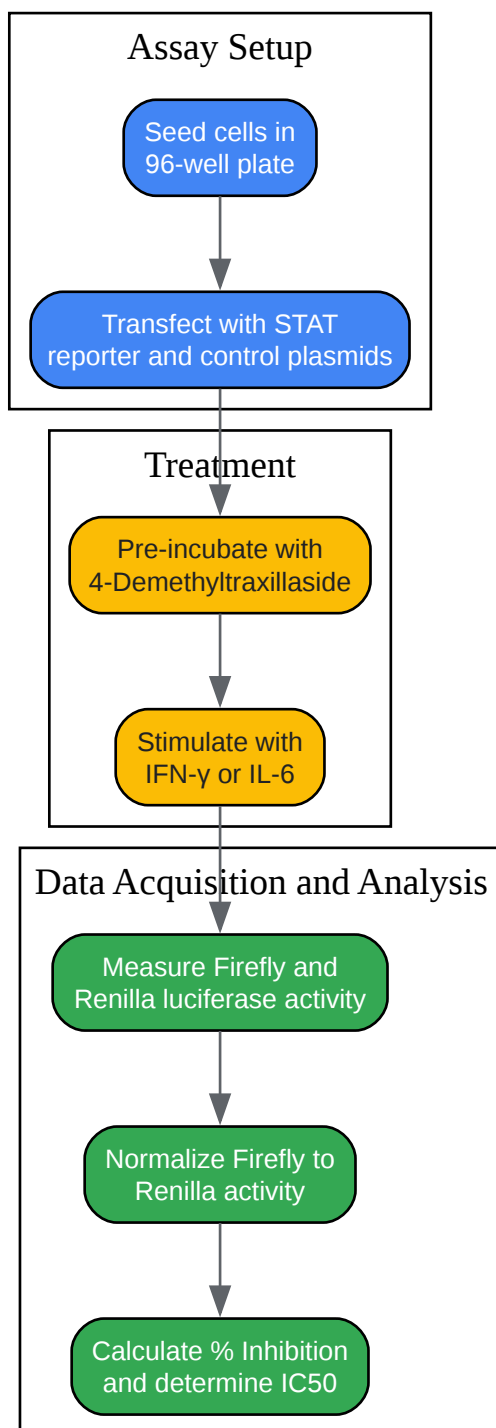 Assay Setup
Seed cells in
96-well plate
Transfect with STAT
reporter and control plasmids
Treatment
Pre-incubate with
4-Demethyltraxillaside
Stimulate with
IFN-γ or IL-6
Data Acquisition and Analysis
Measure Firefly and
Renilla luciferase activity
Normalize Firefly to
Renilla activity
Calculate % Inhibition
and determine IC50